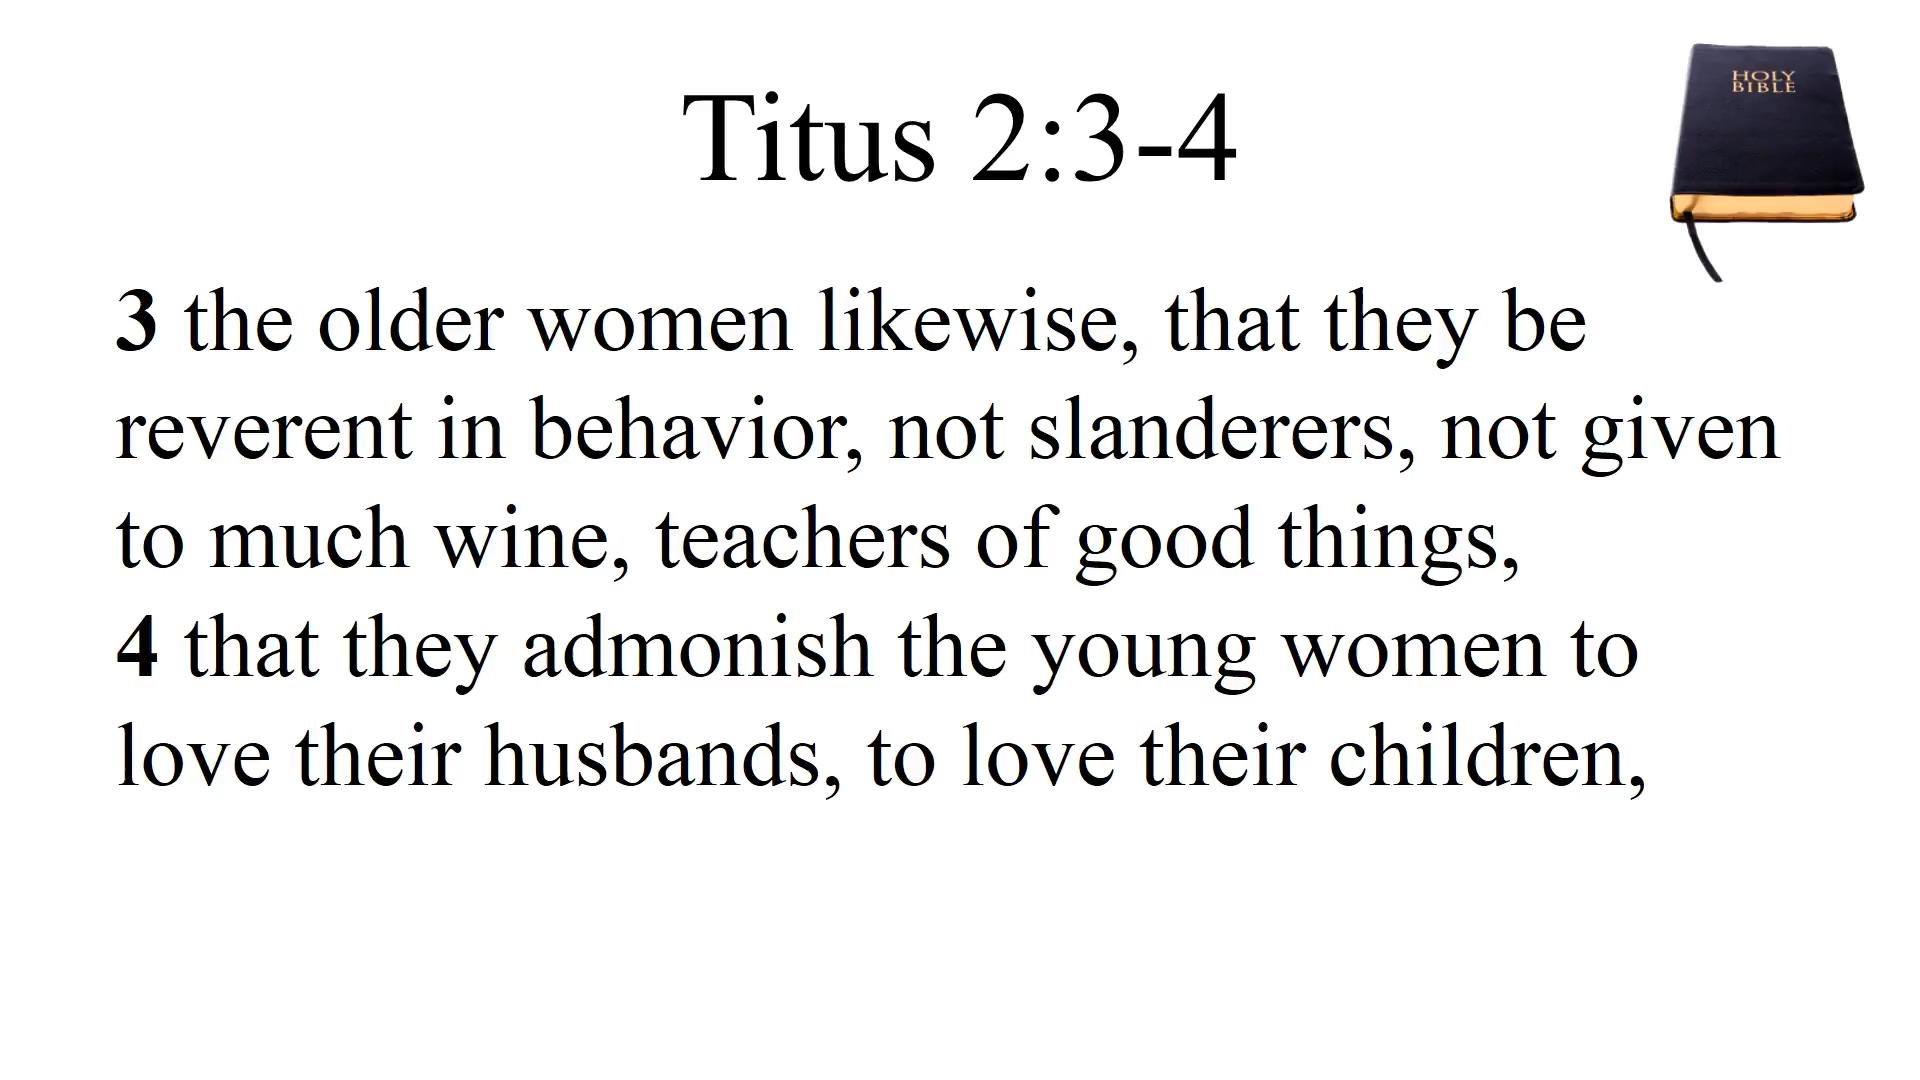 Titus 2:3-4
HOLY
BIBLE
3 the older women likewise, that they be
reverent in behavior, not slanderers, not given
to much wine, teachers of good things,
4 that they admonish the young women to
love their husbands, to love their children,